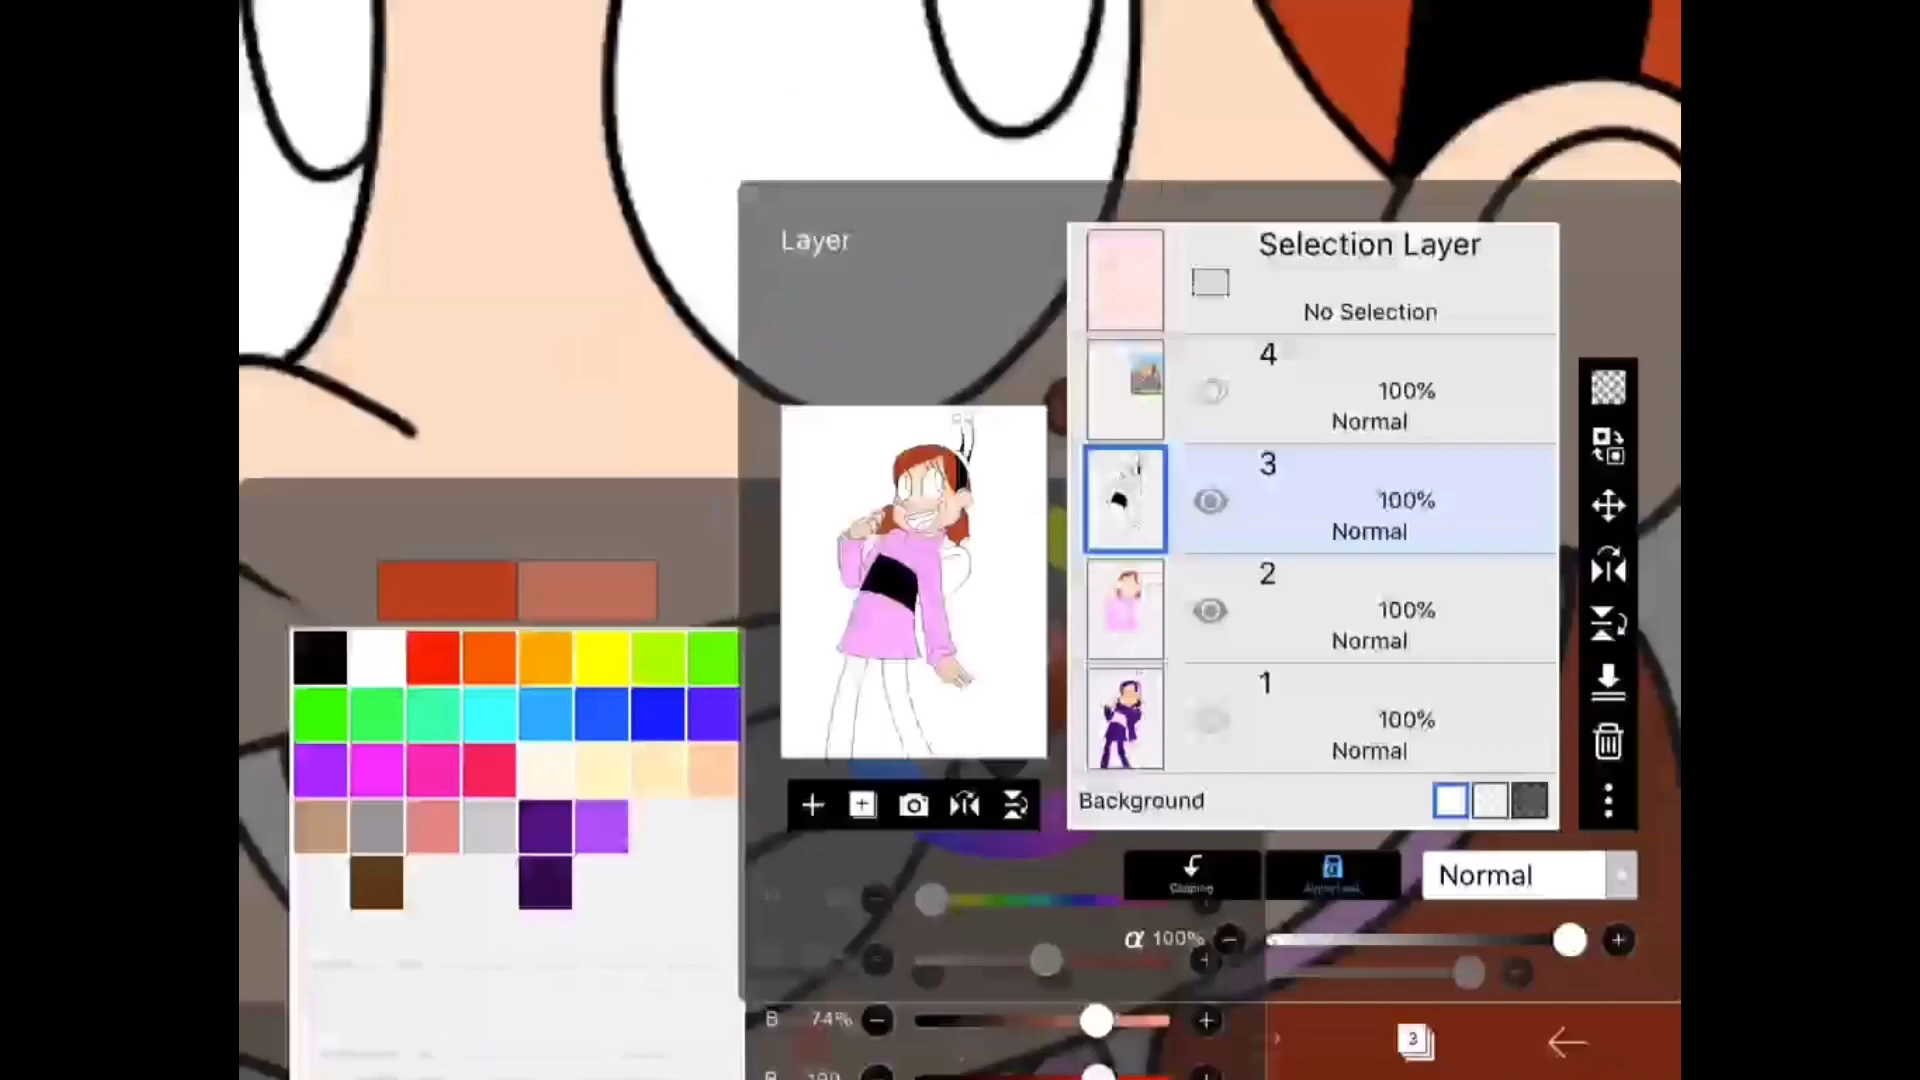 Layer
Selection Layer
No Selection
4
100%
Normal
3
100%
Normal
2
100%
Normal
1
100%
Normal
Background
Clipping
Normal
α 100%
B 74%
3